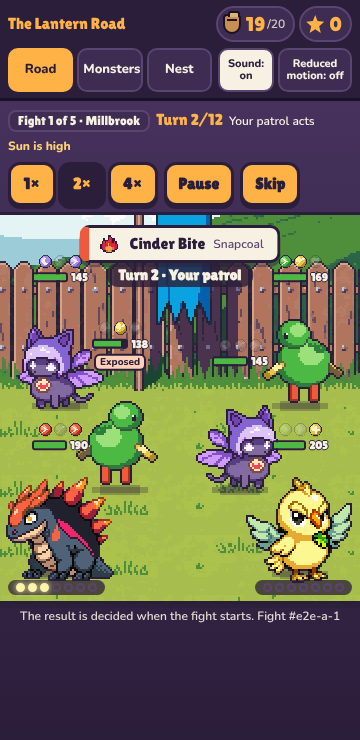 The Lantern Road
19/20
0
Road
Monsters
Nest
Sound: on
Reduced motion: off
Fight 1 of 5 · Millbrook
Turn 2/12
Your patrol acts
Sun is high
1×
2×
4×
Pause
Skip
Cinder Bite Snapcoal
Turn 2 · Your patrol
145
169
138
Exposed
145
190
205
The result is decided when the fight starts. Fight #e2e-a-1